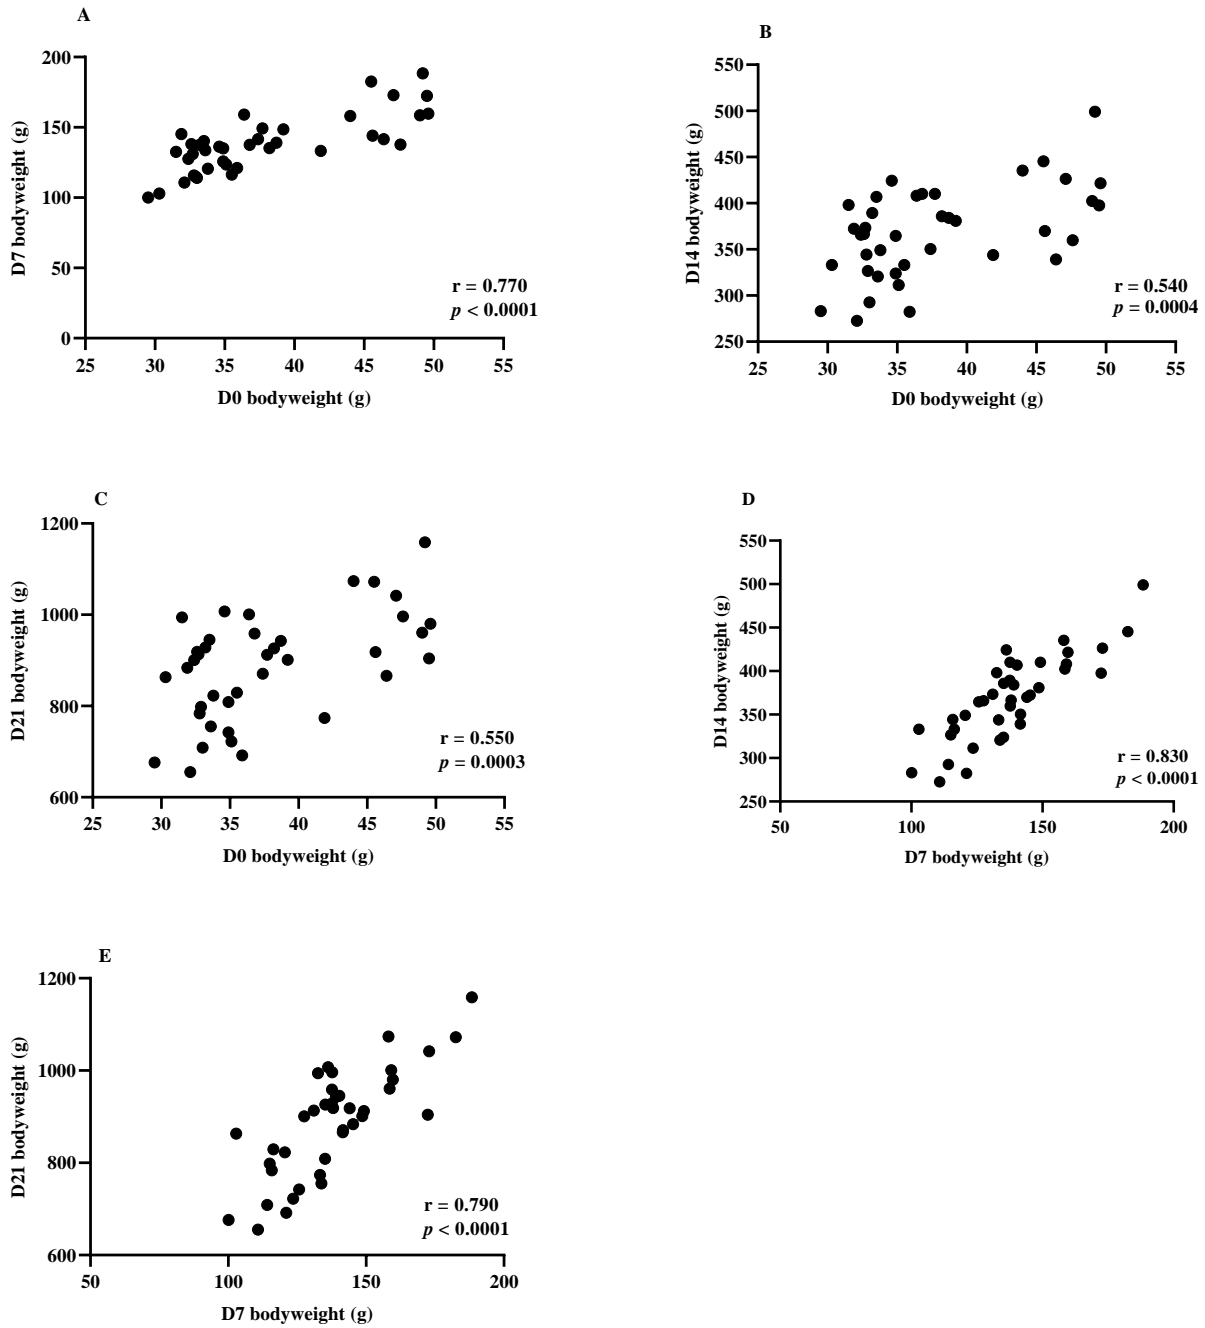 A
200
150
100
50
0
D7 bodyweight (g)
r = 0.770
p < 0.0001
25 30 35 40 45 50 55
D0 bodyweight (g)
B
550
500
450
400
350
300
250
D14 bodyweight (g)
r = 0.540
p = 0.0004
25 30 35 40 45 50 55
D0 bodyweight (g)
C
1200
1000
800
600
D21 bodyweight (g)
r = 0.550
p = 0.0003
25 30 35 40 45 50 55
D0 bodyweight (g)
D
550
500
450
400
350
300
250
D14 bodyweight (g)
r = 0.830
p < 0.0001
50 100 150 200
D7 bodyweight (g)
E
1200
1000
800
600
D21 bodyweight (g)
r = 0.790
p < 0.0001
50 100 150 200
D7 bodyweight (g)